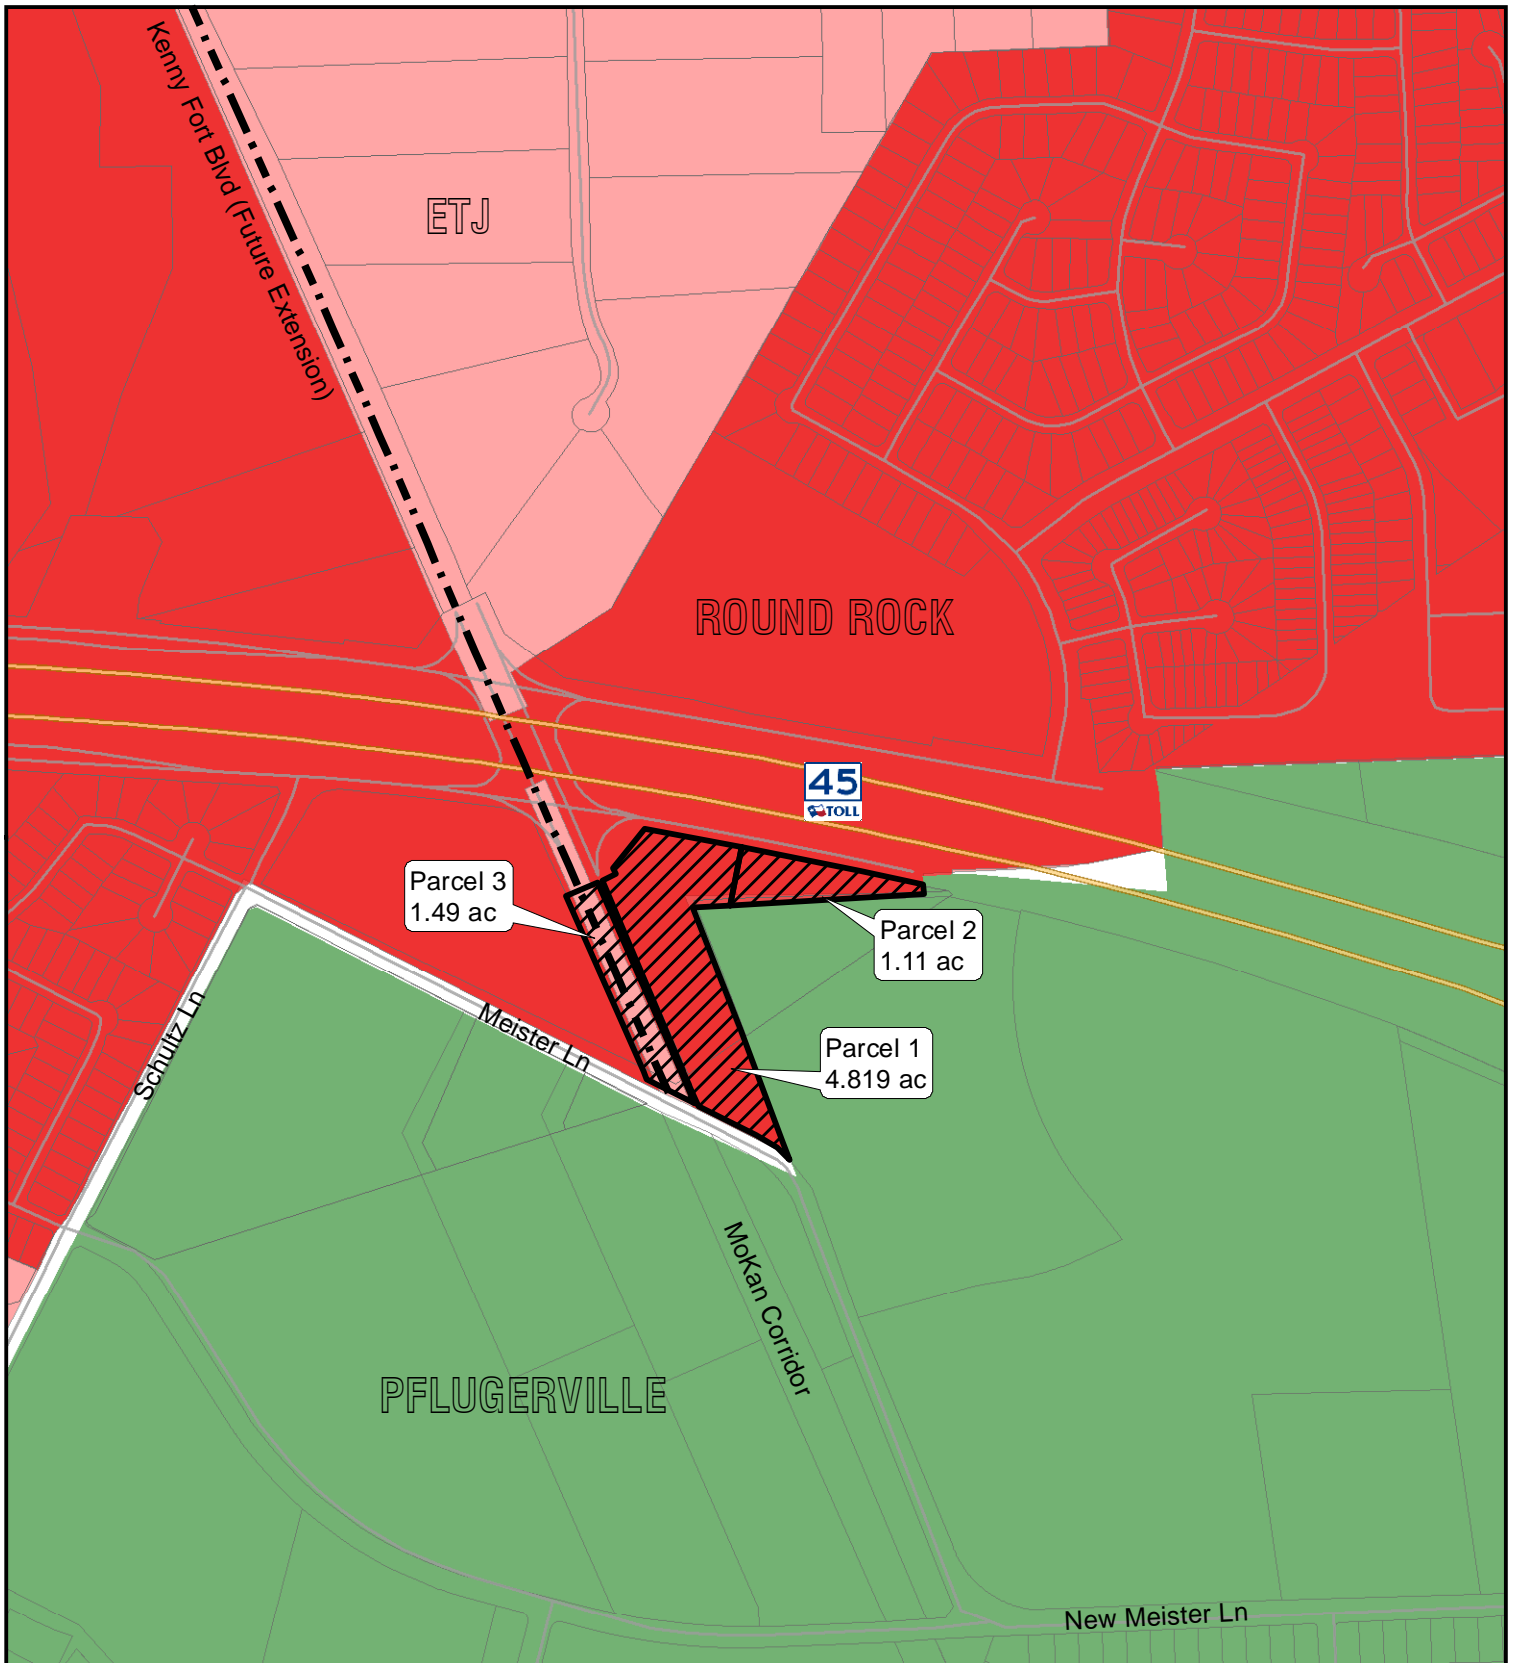 Kenny Fort Blvd (Future Extension)
ETJ
ROUND ROCK
45
TOLL
Parcel 3
1.49 ac
Parcel 2
1.11 ac
Parcel 1
4.819 ac
Schultz Ln
Meister Ln
MoKan Corridor
PFLUGERVILLE
New Meister Ln